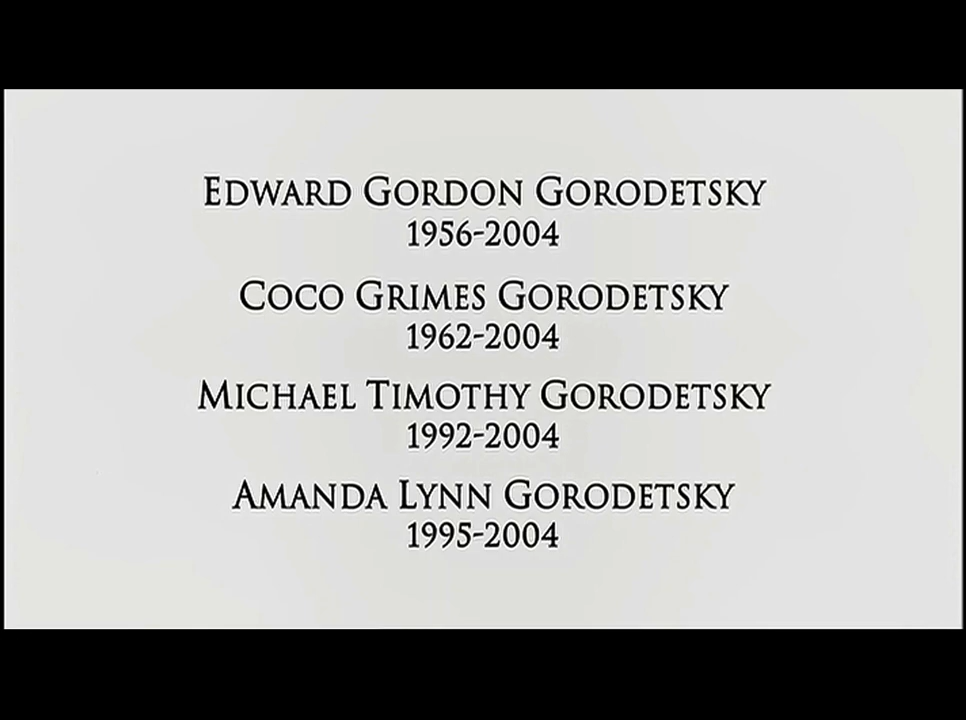 EDWARD GORDON GORODETSKY
1956-2004
COCO GRIMES GORODETSKY
1962-2004
MICHAEL TIMOTHY GORODETSKY
1992-2004
AMANDA LYNN GORODETSKY
1995-2004